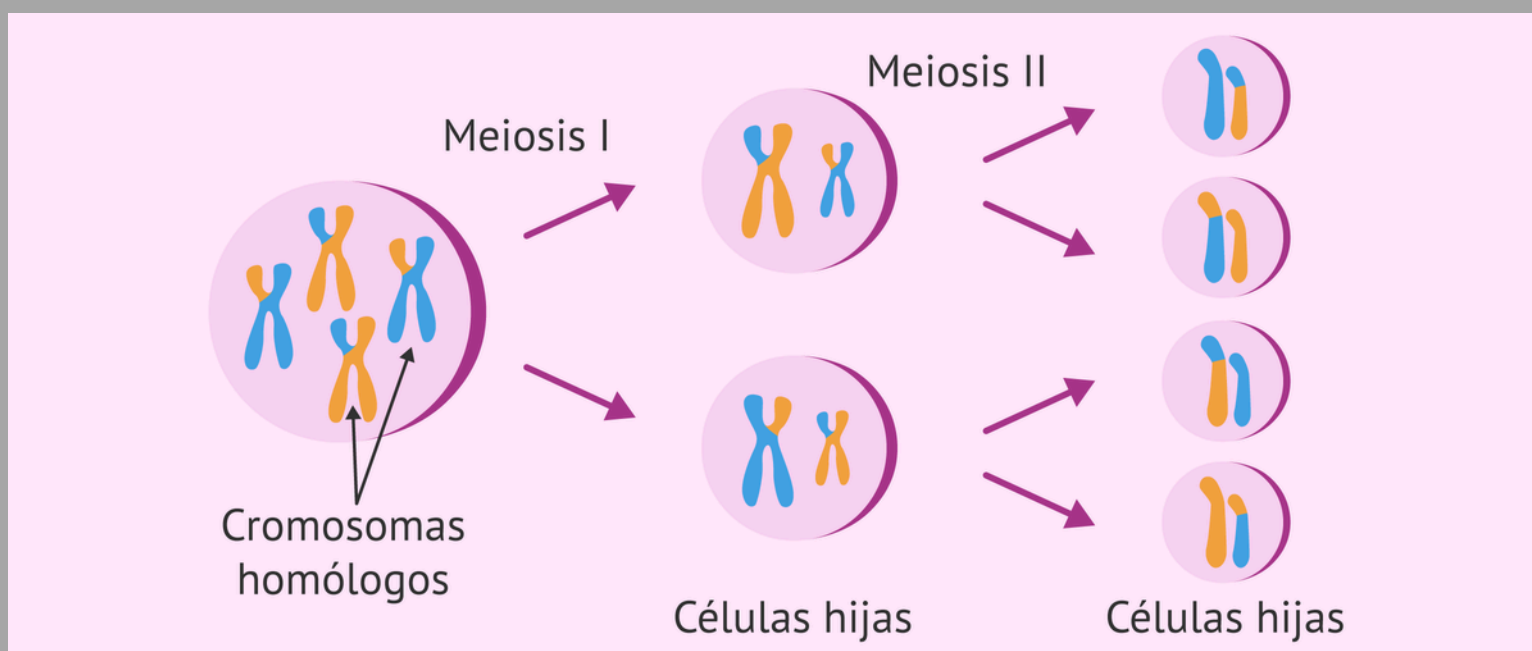 Meiosis I
Meiosis II
Cromosomas
homólogos
Células hijas
Células hijas